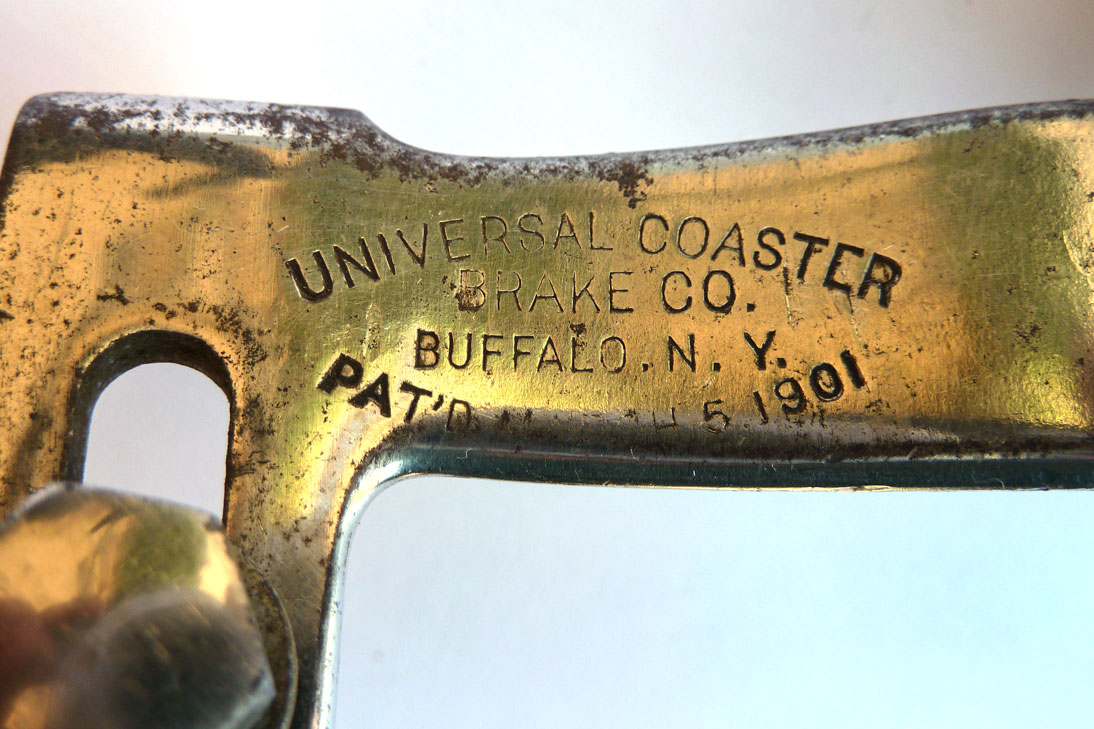 UNIVERSAL COASTER
BRAKE CO.
BUFFALO, N. Y.
PAT'D 5 1901